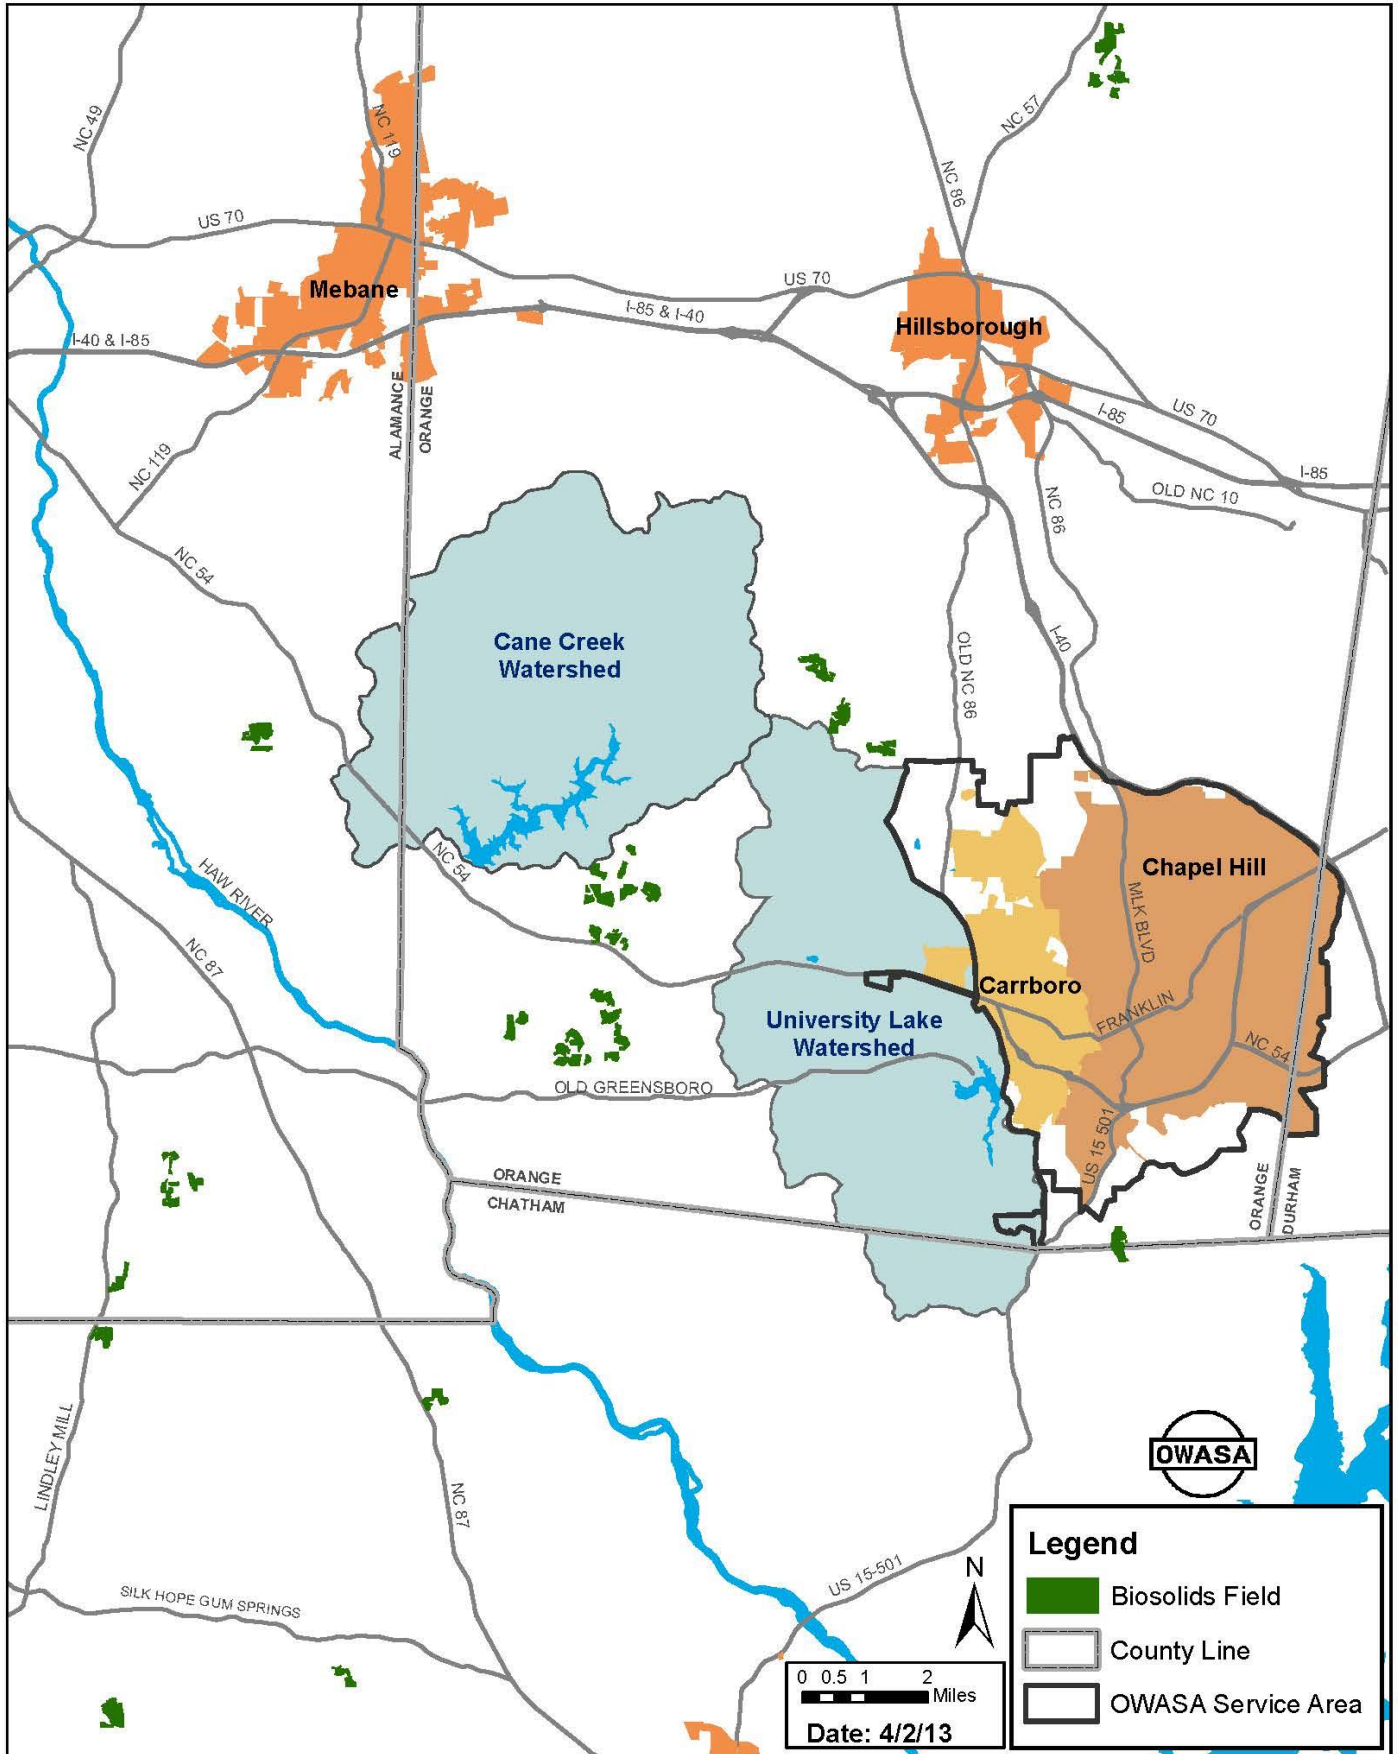 NC 49
NC 119
NC 57
NC 86
US 70
Mebane
US 70
I-85 & I-40
Hillsborough
I-40 & I-85
ALAMANCE
ORANGE
I-85
US 70
NC 119
I-85
OLD NC 10
NC 86
NC 54
Cane Creek
Watershed
OLD NC 86
I-40
NC 54
Chapel Hill
HAW RIVER
MLK BLVD
NC 87
Carrboro
University Lake
Watershed
FRANKLIN
NC 54
OLD GREENSBORO
US 15 501
ORANGE
CHATHAM
ORANGE
DURHAM
LINDLEY MILL
OWASA
NC 87
US 15-501
SILK HOPE GUM SPRINGS
N
0 0.5 1 2
Miles
Date: 4/2/13
Legend
Biosolids Field
County Line
OWASA Service Area